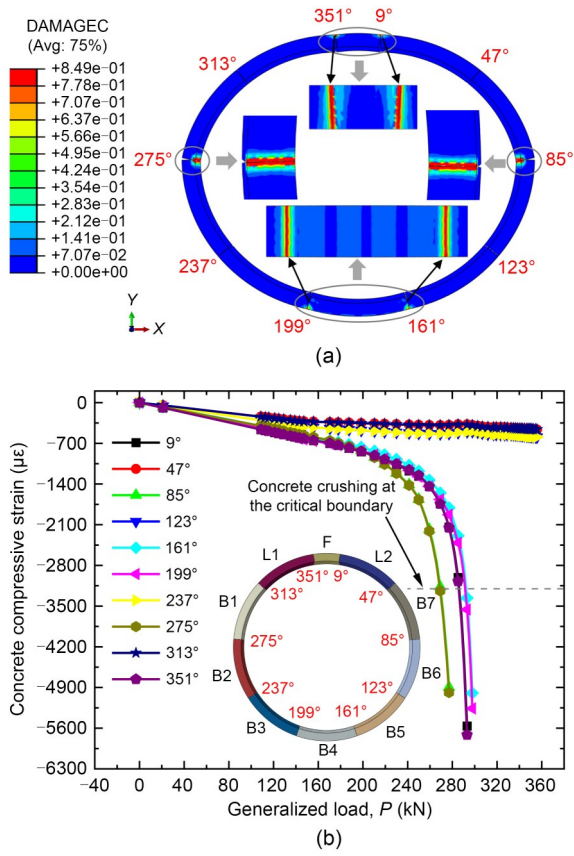 DAMAGEC
(Avg: 75%)
+8.49e−01
+7.78e−01
+7.07e−01
+6.37e−01
+5.66e−01
+4.95e−01
+4.24e−01
+3.54e−01
+2.83e−01
+2.12e−01
+1.41e−01
+7.07e−02
+0.00e+00
351° 9°
313° 47°
275° 85°
237° 123°
199° 161°
Y
X
(a)
Concrete compressive strain (με)
0
−700
−1400
−2100
−2800
−3500
−4200
−4900
−5600
−6300
9°
47°
85°
123°
161°
199°
237°
275°
313°
351°
Concrete crushing at
the critical boundary
F
L1 L2
351° 9°
313° 47°
B1 B7
275° 85°
B2 B6
237° 123°
199° 161°
B3 B5
B4
−40 0 40 80 120 160 200 240 280 320 360
Generalized load, P (kN)
(b)